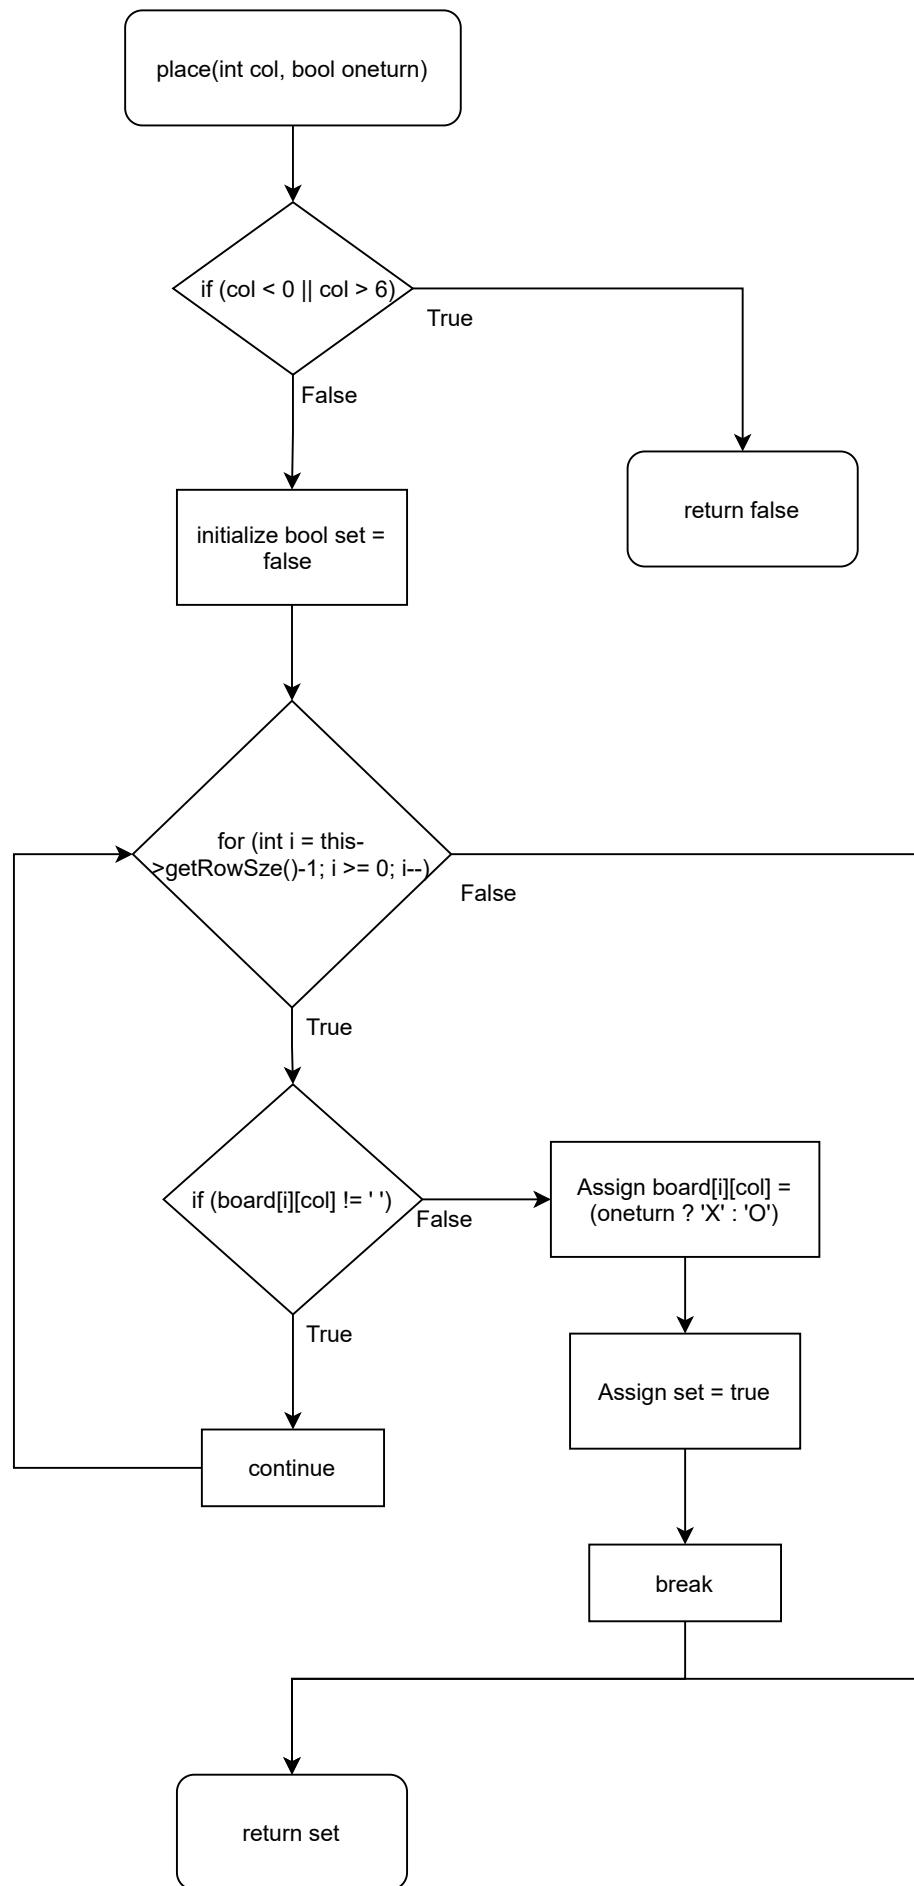 place(int col, bool oneturn)
if (col < 0 || col > 6)
True
False
initialize bool set =
false
return false
for (int i = this-
>getRowSze()-1; i >= 0; i--)
False
True
if (board[i][col] != ' ')
False
Assign board[i][col] =
(oneturn ? 'X' : 'O')
True
Assign set = true
continue
break
return set